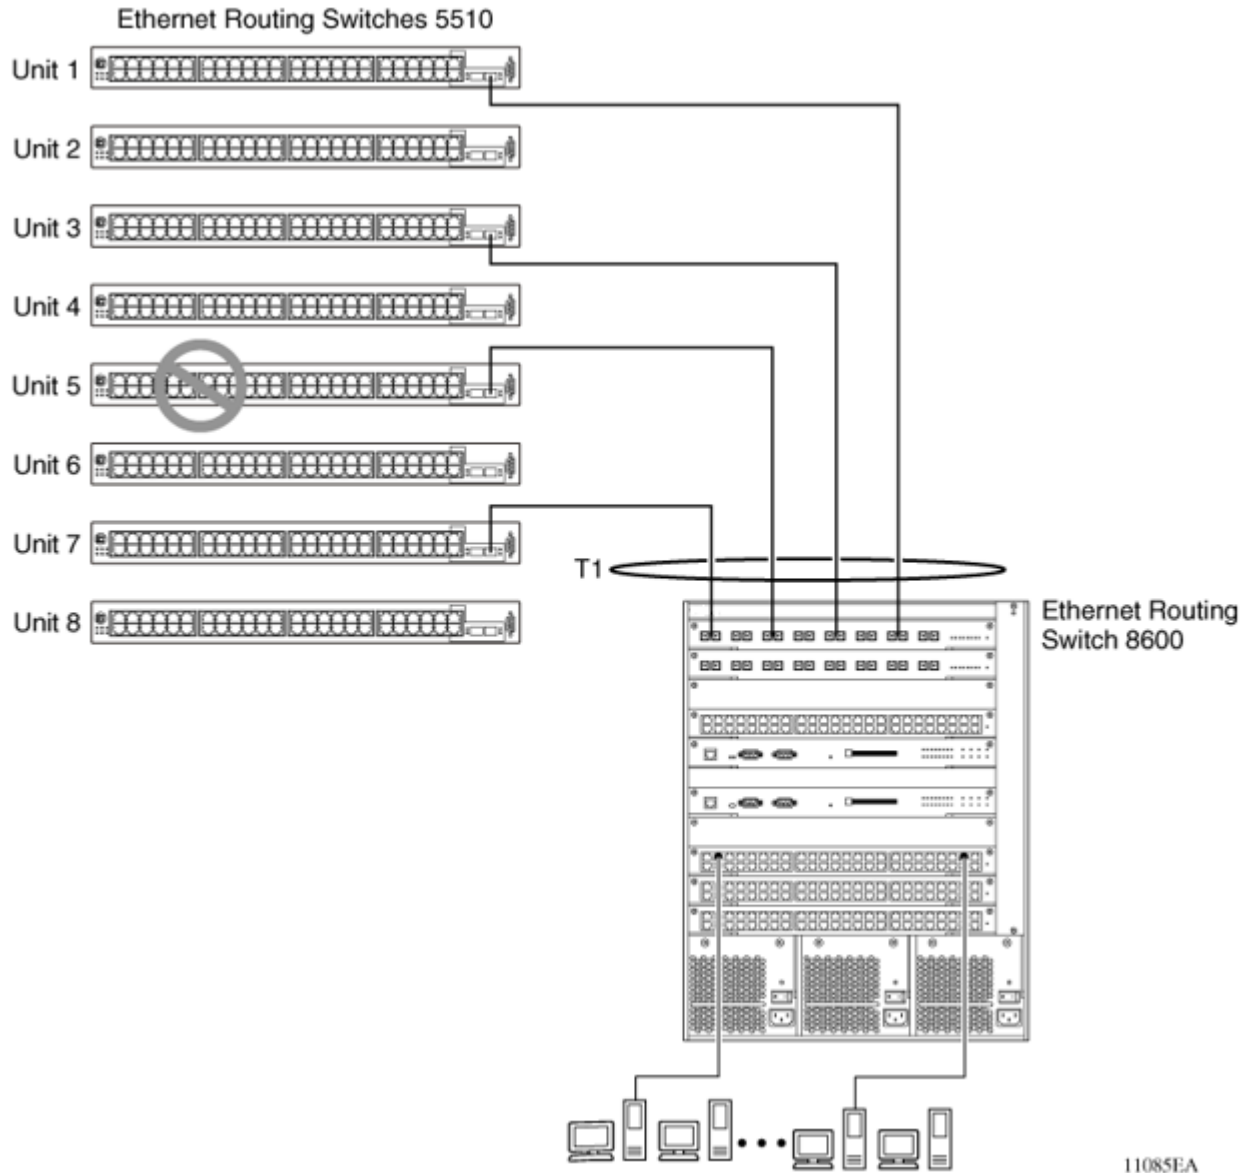 Ethernet Routing Switches 5510
Unit 1
Unit 2
Unit 3
Unit 4
Unit 5
Unit 6
Unit 7
T1
Unit 8
Ethernet Routing
Switch 8600
11085EA